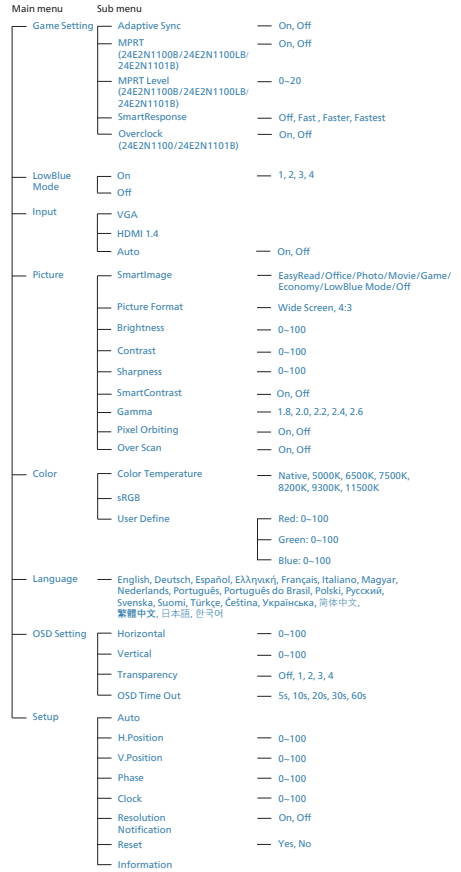 Main menu Sub menu
Game Setting Adaptive Sync On, Off
MPRT On, Off
(24E2N1100B/24E2N1100LB/
24E2N1101B)
MPRT Level 0~20
(24E2N1100B/24E2N1100LB/
24E2N1101B)
SmartResponse Off, Fast , Faster, Fastest
Overclock On, Off
(24E2N1100/24E2N1101B)
LowBlue On 1, 2, 3, 4
Mode
Off
Input VGA
HDMI 1.4
Auto On, Off
Picture SmartImage EasyRead/Office/Photo/Movie/Game/
Economy/LowBlue Mode/Off
Picture Format Wide Screen, 4:3
Brightness 0~100
Contrast 0~100
Sharpness 0~100
SmartContrast On, Off
Gamma 1.8, 2.0, 2.2, 2.4, 2.6
Pixel Orbiting On, Off
Over Scan On, Off
Color Color Temperature Native, 5000K, 6500K, 7500K,
8200K, 9300K, 11500K
sRGB
User Define Red: 0~100
Green: 0~100
Blue: 0~100
Language English, Deutsch, Español, Ελληνική, Français, Italiano, Magyar,
Nederlands, Português, Português do Brasil, Polski, Русский,
Svenska, Suomi, Türkçe, Čeština, Українська, 简体中文,
繁體中文, 日本語, 한국어
OSD Setting Horizontal 0~100
Vertical 0~100
Transparency Off, 1, 2, 3, 4
OSD Time Out 5s, 10s, 20s, 30s, 60s
Setup Auto
H.Position 0~100
V.Position 0~100
Phase 0~100
Clock 0~100
Resolution On, Off
Notification
Reset Yes, No
Information